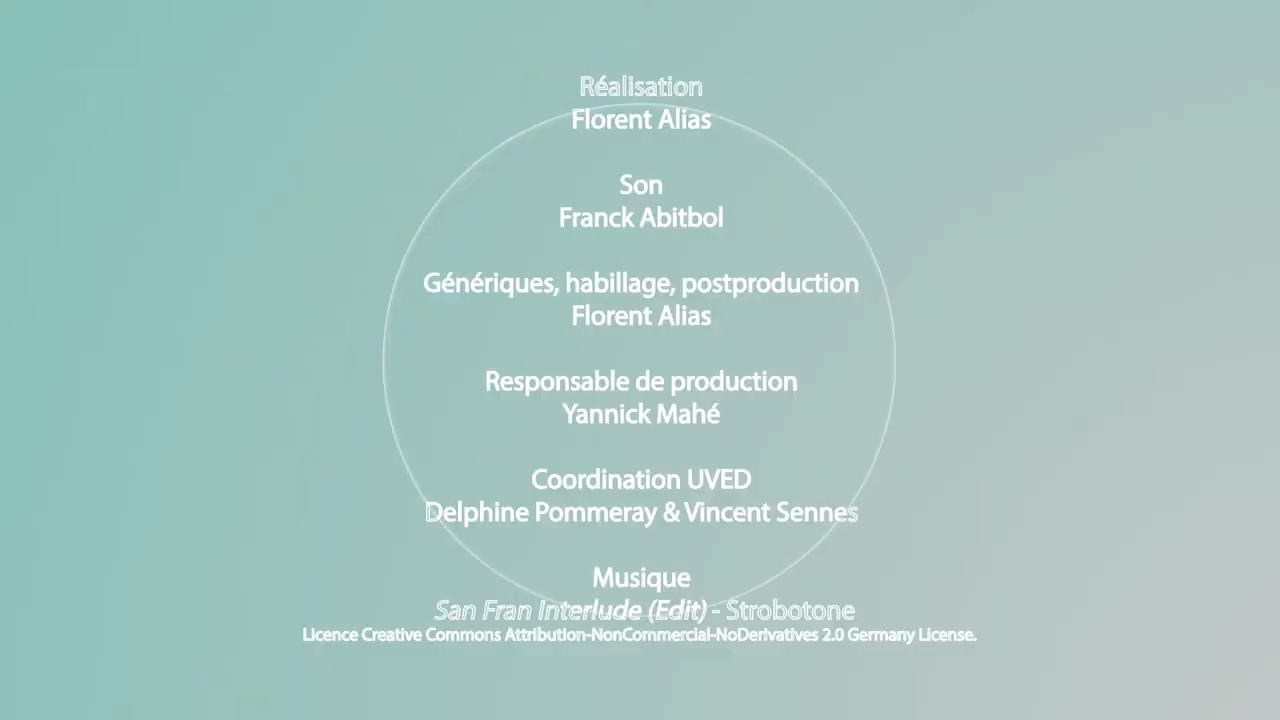 Réalisation
Florent Alias
Son
Franck Abitbol
Génériques, habillage, postproduction
Florent Alias
Responsable de production
Yannick Mahé
Coordination UVED
Delphine Pommeray & Vincent Sennes
Musique
San Fran Interlude (Edit) - Strobotone
Licence Creative Commons Attribution-NonCommercial-NoDerivatives 2.0 Germany License.